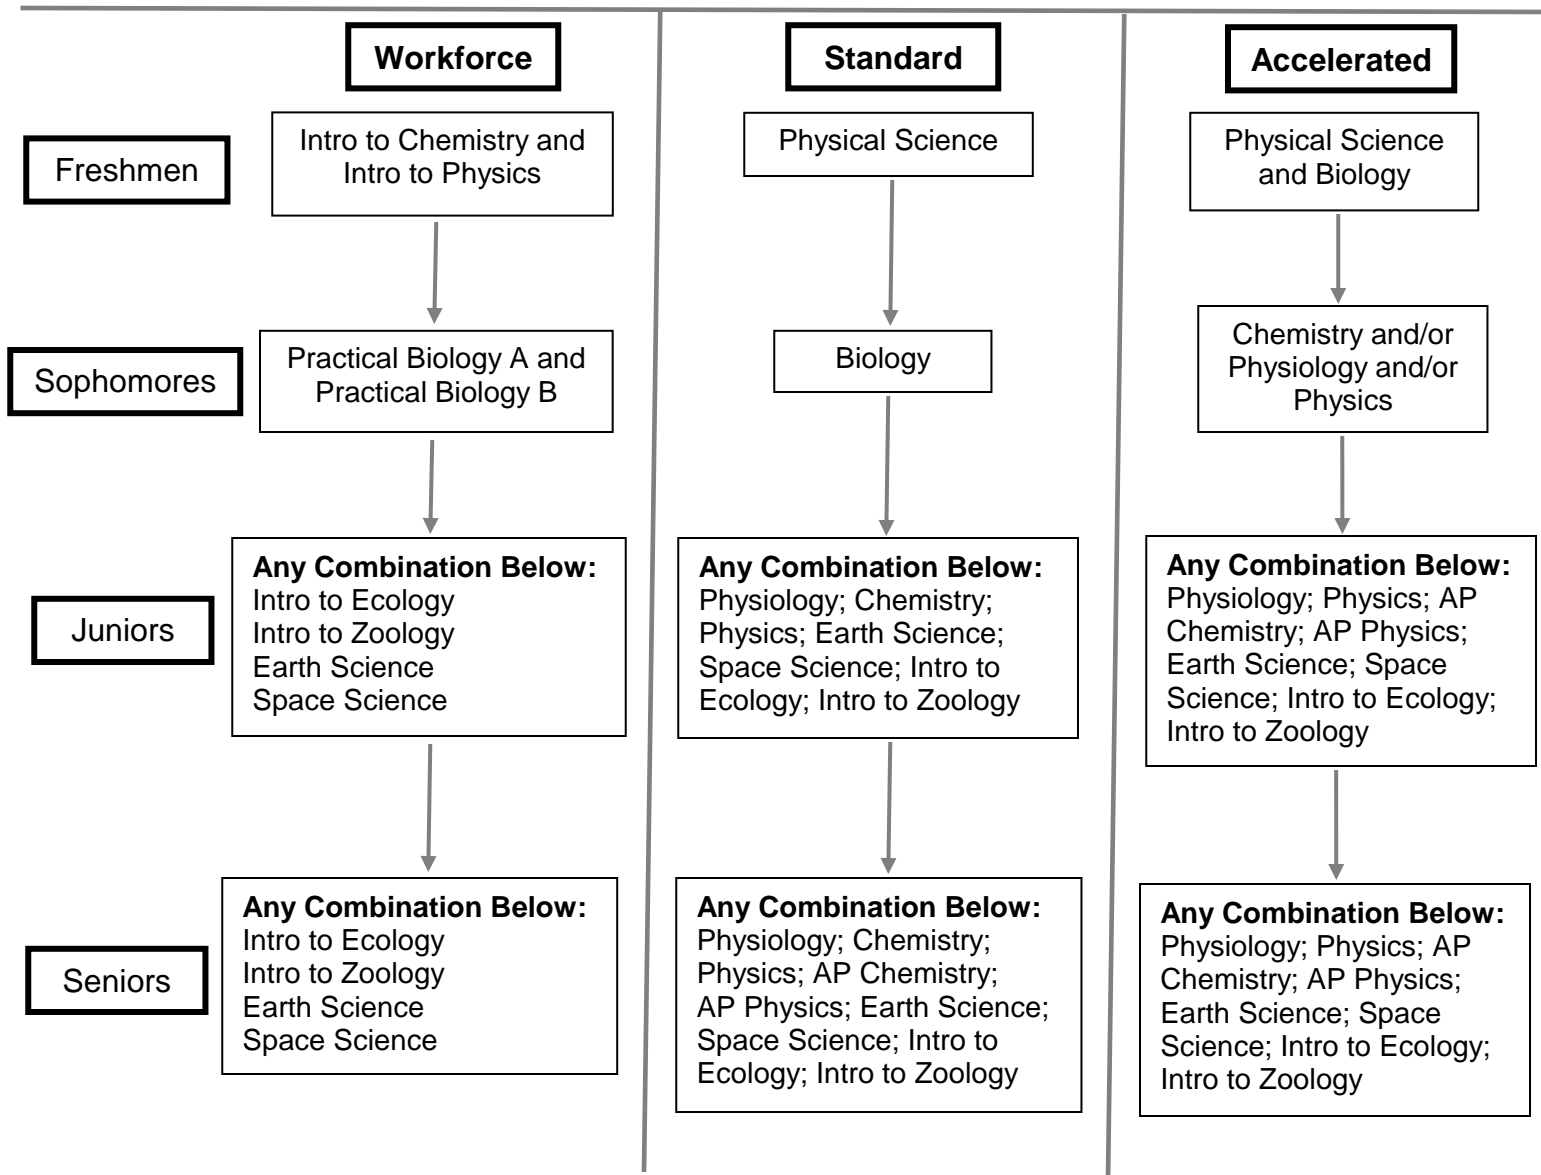 Workforce
Standard
Accelerated
Freshmen
Intro to Chemistry and
Intro to Physics
Physical Science
Physical Science
and Biology
Sophomores
Practical Biology A and
Practical Biology B
Biology
Chemistry and/or
Physiology and/or
Physics
Juniors
Any Combination Below:
Intro to Ecology
Intro to Zoology
Earth Science
Space Science
Any Combination Below:
Physiology; Chemistry;
Physics; Earth Science;
Space Science; Intro to
Ecology; Intro to Zoology
Any Combination Below:
Physiology; Physics; AP
Chemistry; AP Physics;
Earth Science; Space
Science; Intro to Ecology;
Intro to Zoology
Seniors
Any Combination Below:
Intro to Ecology
Intro to Zoology
Earth Science
Space Science
Any Combination Below:
Physiology; Chemistry;
Physics; AP Chemistry;
AP Physics; Earth Science;
Space Science; Intro to
Ecology; Intro to Zoology
Any Combination Below:
Physiology; Physics; AP
Chemistry; AP Physics;
Earth Science; Space
Science; Intro to Ecology;
Intro to Zoology